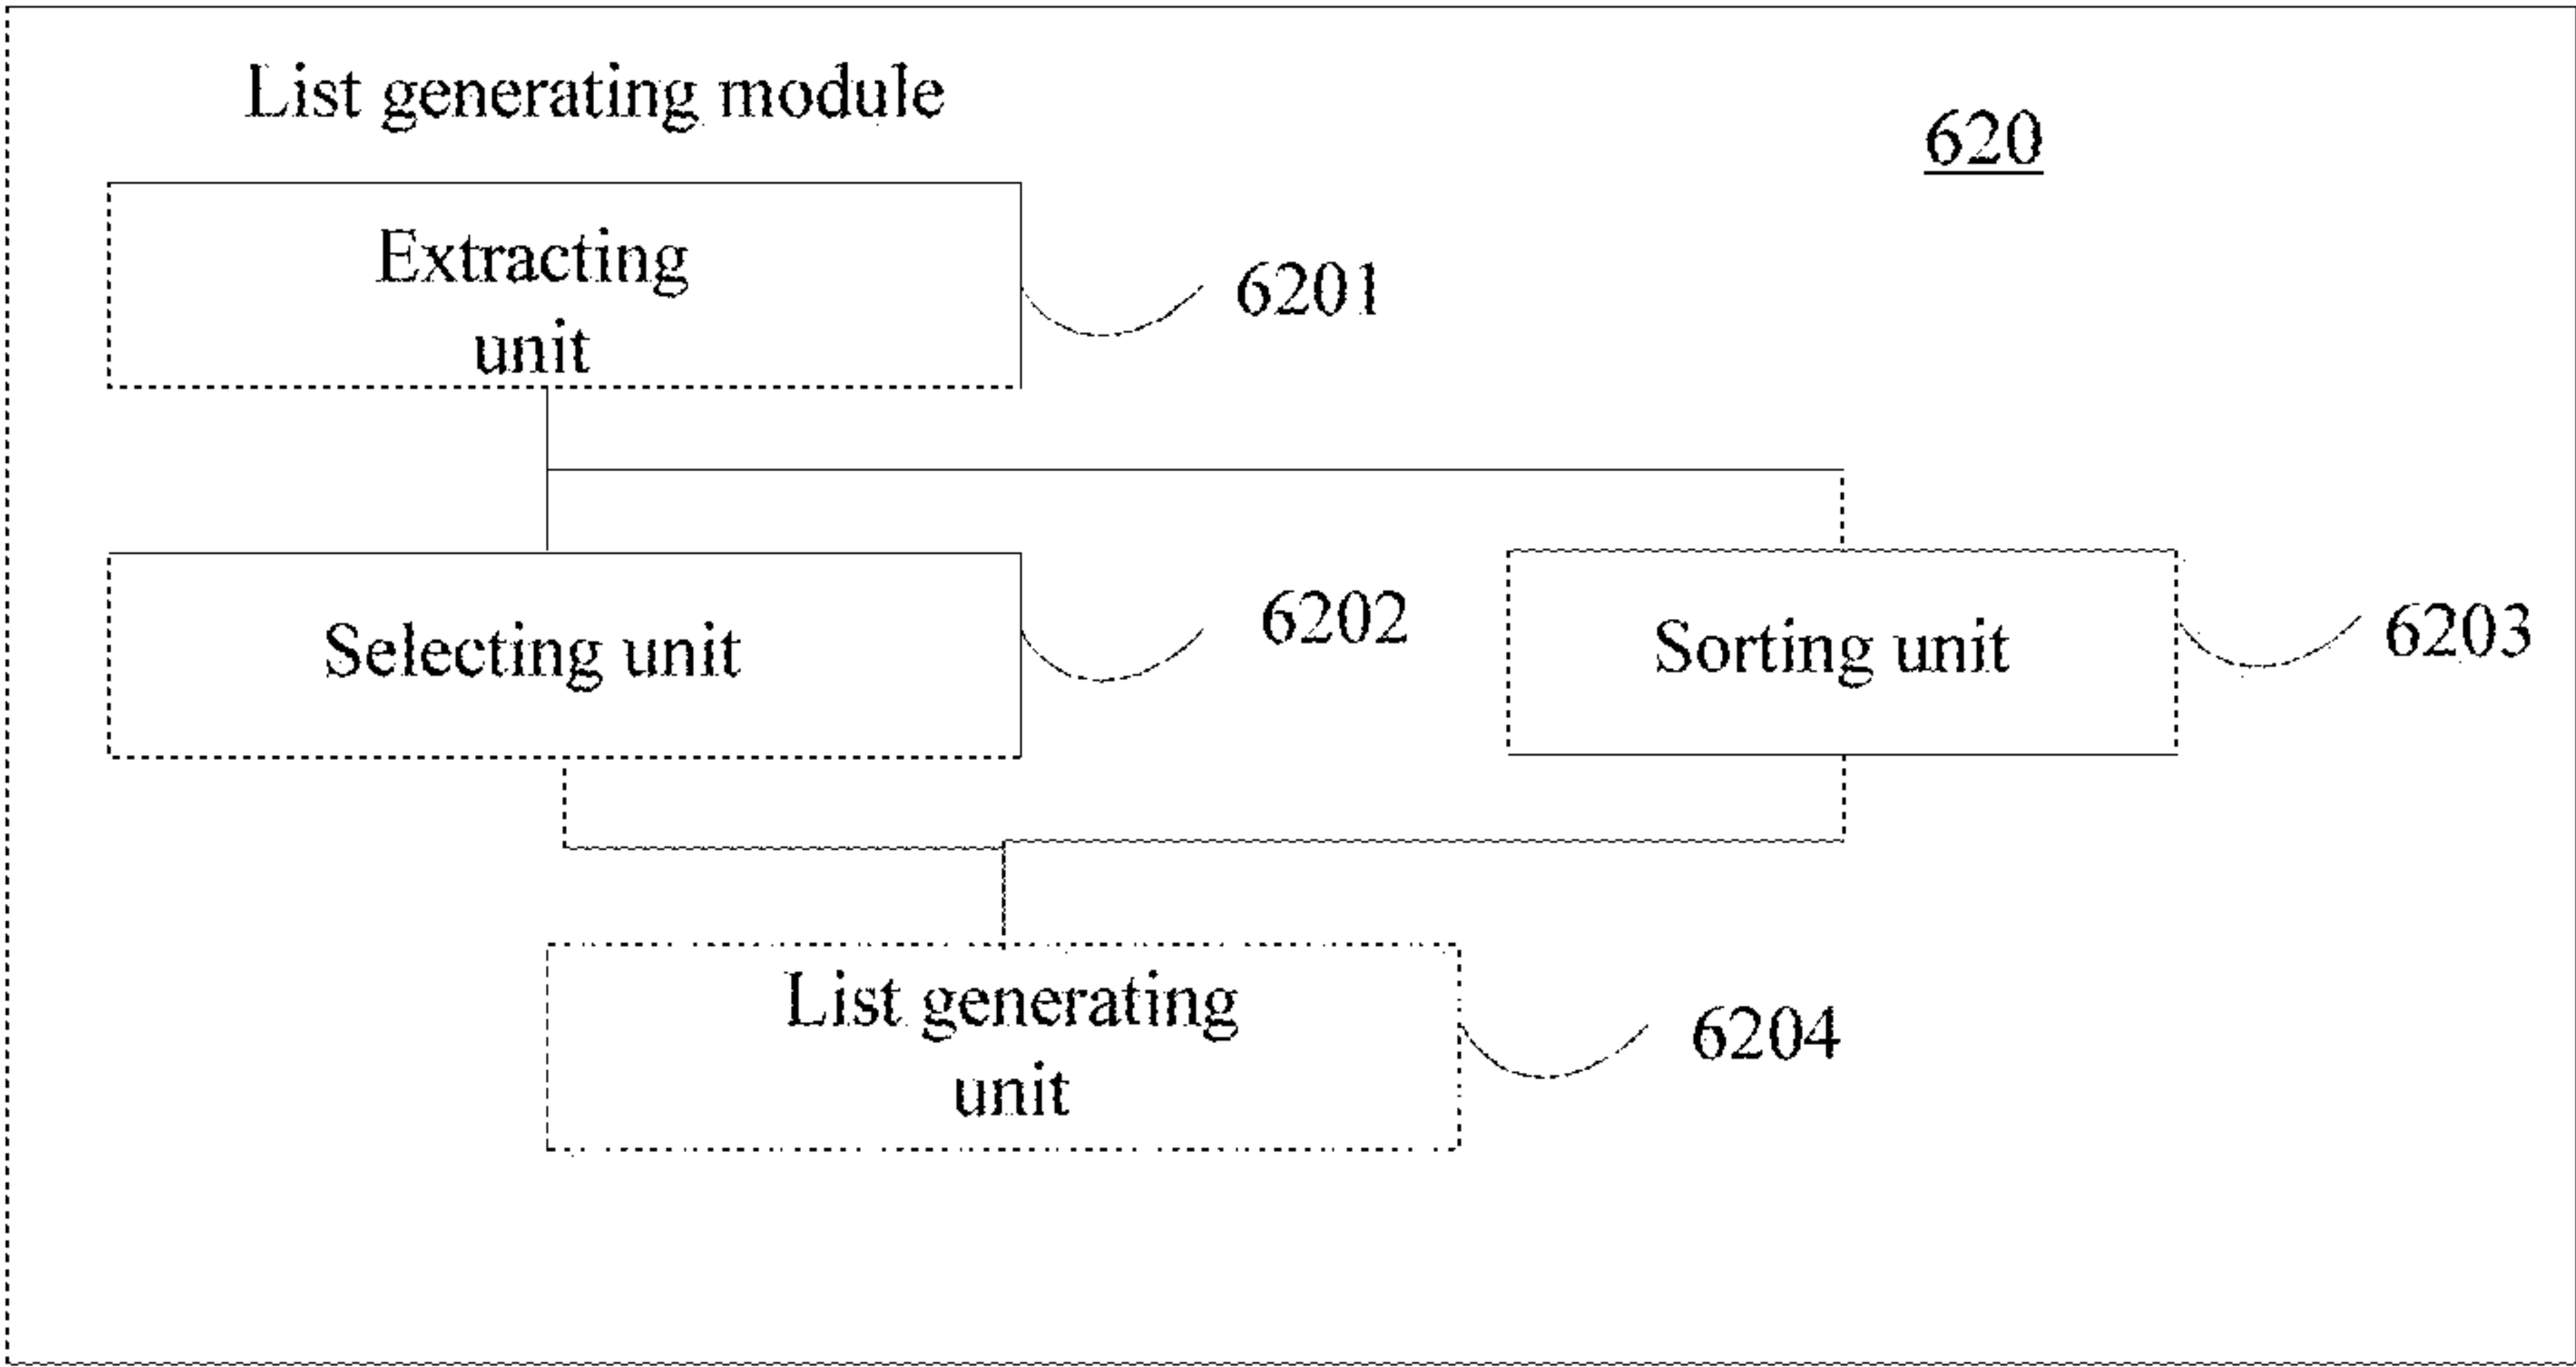 List generating module
620
Extracting
unit
6201
Selecting unit
6202
Sorting unit
6203
List generating
unit
6204